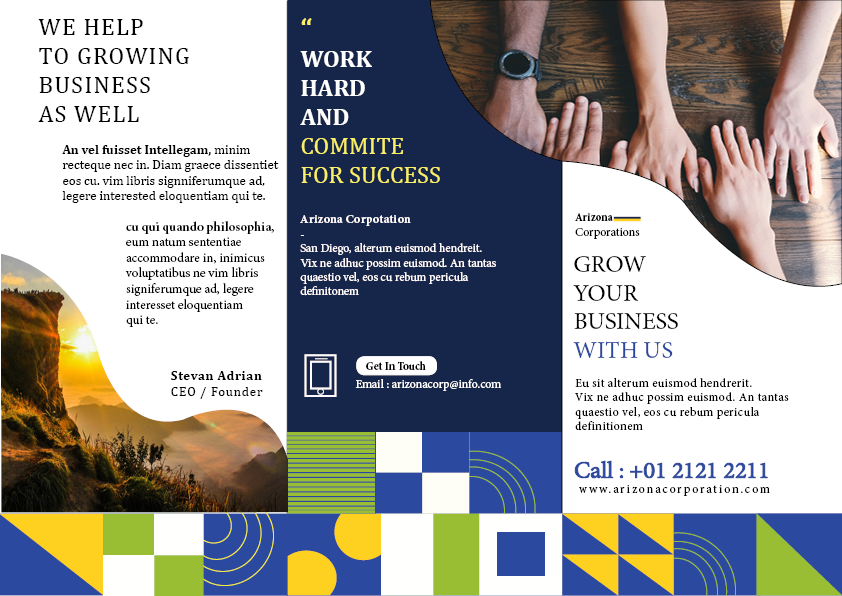 WE HELP
TO GROWING
BUSINESS
AS WELL
An vel fuisset Intellegam, minim
recteque nec in. Diam graece dissentiet
eos cu. vim libris signniferumque ad,
legere interested eloquentiam qui te.
cu qui quando philosophia,
eum natum sententiae
accommodare in, inimicus
voluptatibus ne vim libris
signiferumque ad, legere
interesset eloquentiam
qui te.
Stevan Adrian
CEO / Founder
“
WORK
HARD
AND
COMMITE
FOR SUCCESS
Arizona Corpotation
-
San Diego, alterum euismod hendreit.
Vix ne adhuc possim euismod. An tantas
quaestio vel, eos cu rebum pericula
definitonem
Get In Touch
Email : arizonacorp@info.com
Arizona
Corporations
GROW
YOUR
BUSINESS
WITH US
Eu sit alterum euismod hendrerit.
Vix ne adhuc possim euismod. An tantas
quaestio vel, eos cu rebum pericula
definitionem
Call : +01 2121 2211
www.arizonacorporation.com